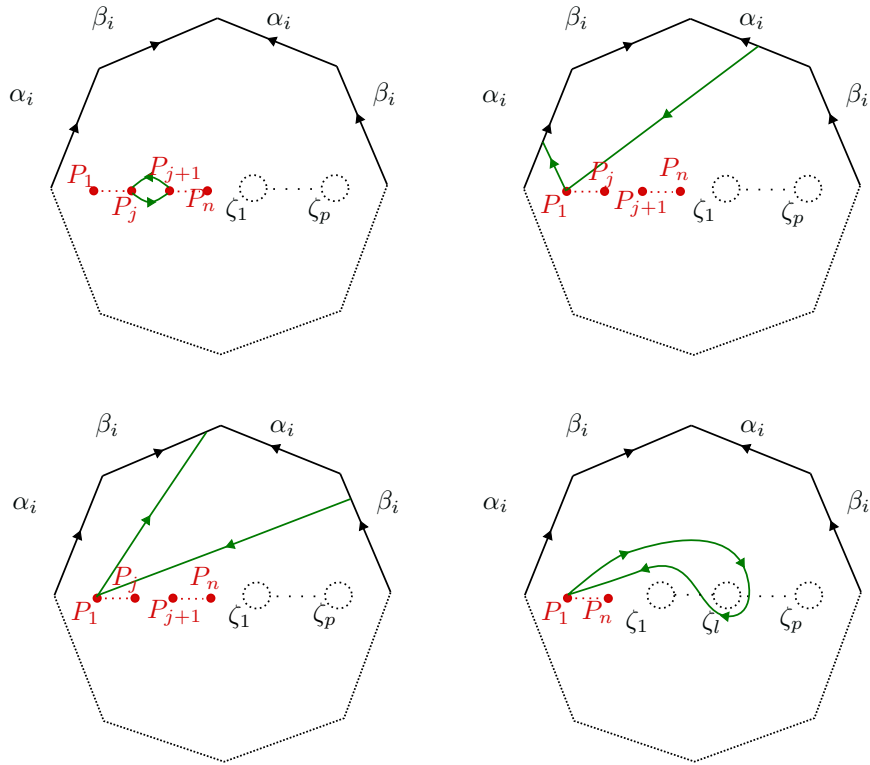 β_i α_i
α_i β_i
P_1 P_{j+1}
P_j P_n ζ_1 ζ_p
β_i α_i
α_i β_i
P_j P_n
P_1 P_{j+1} ζ_1 ζ_p
β_i α_i
α_i β_i
P_j P_n
P_1 P_{j+1} ζ_1 ζ_p
β_i α_i
α_i β_i
P_1 P_n ζ_1 ζ_l ζ_p